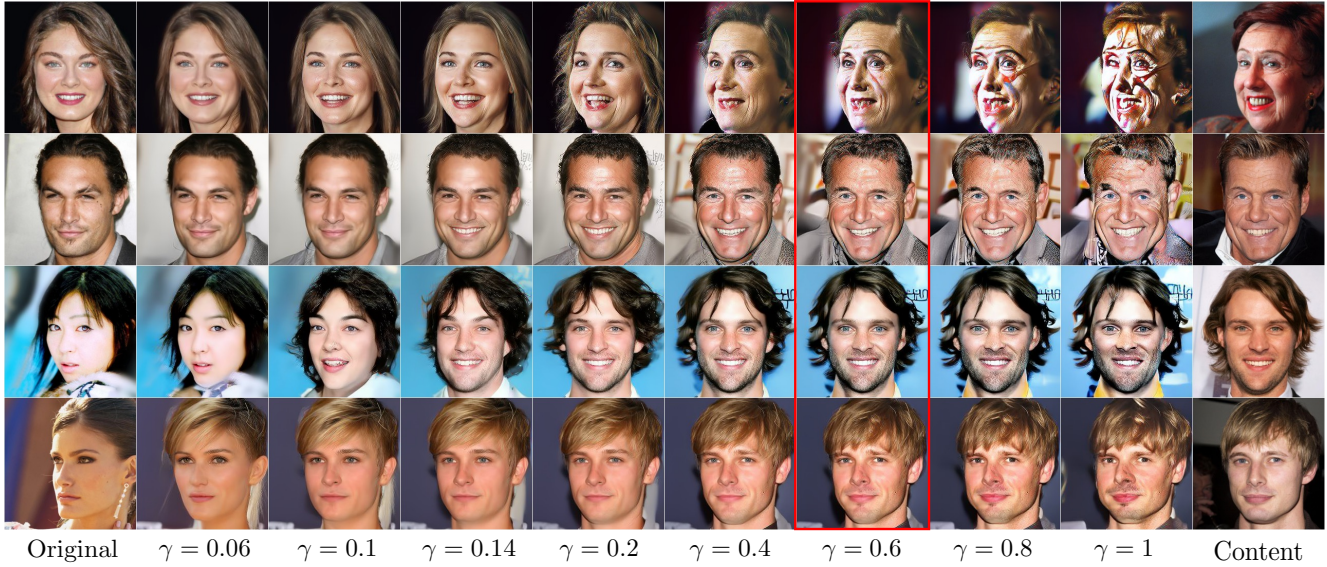 Original γ = 0.06 γ = 0.1 γ = 0.14 γ = 0.2 γ = 0.4 γ = 0.6 γ = 0.8 γ = 1 Content